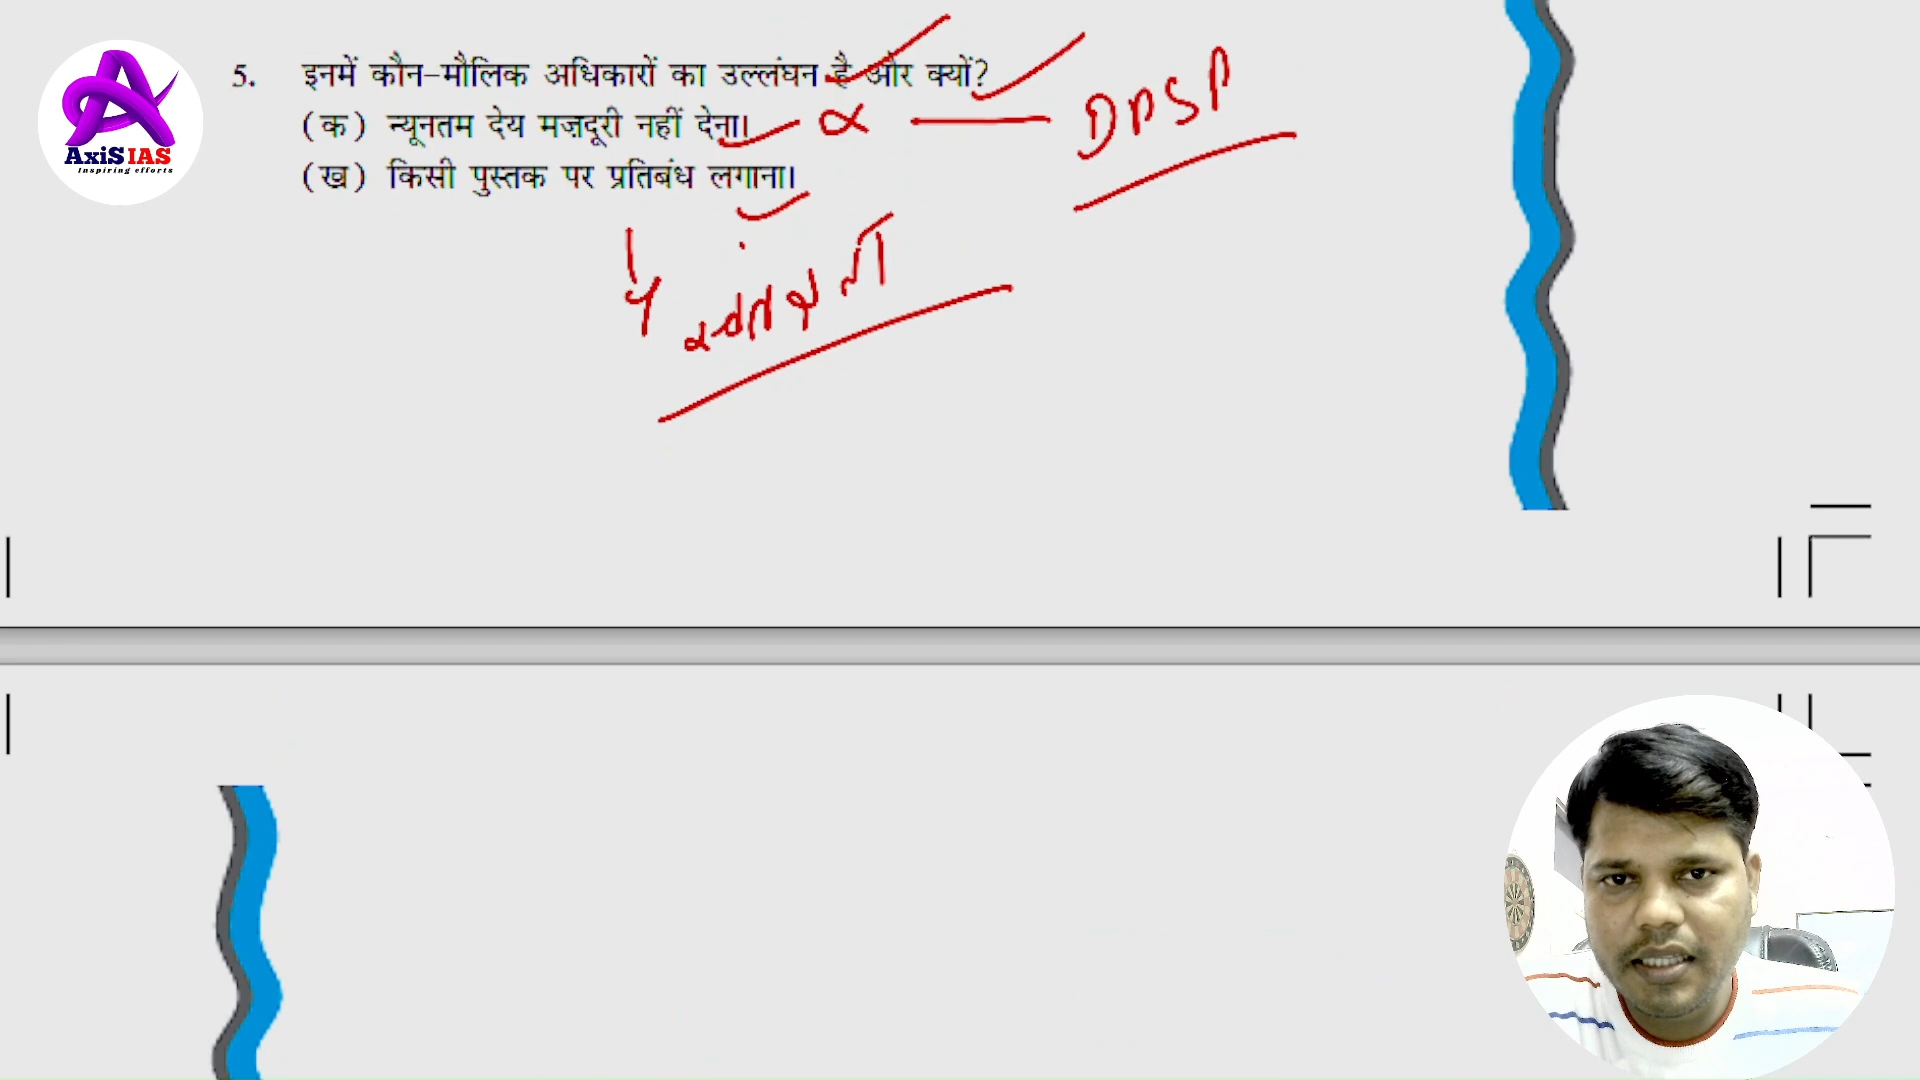 AxiS IAS
Inspiring efforts
5. इनमें कौन-मौलिक अधिकारों का उल्लंघन है और क्यों?
(क) न्यूनतम देय मज़दूरी नहीं देना।
DPSP
(ख) किसी पुस्तक पर प्रतिबंध लगाना।